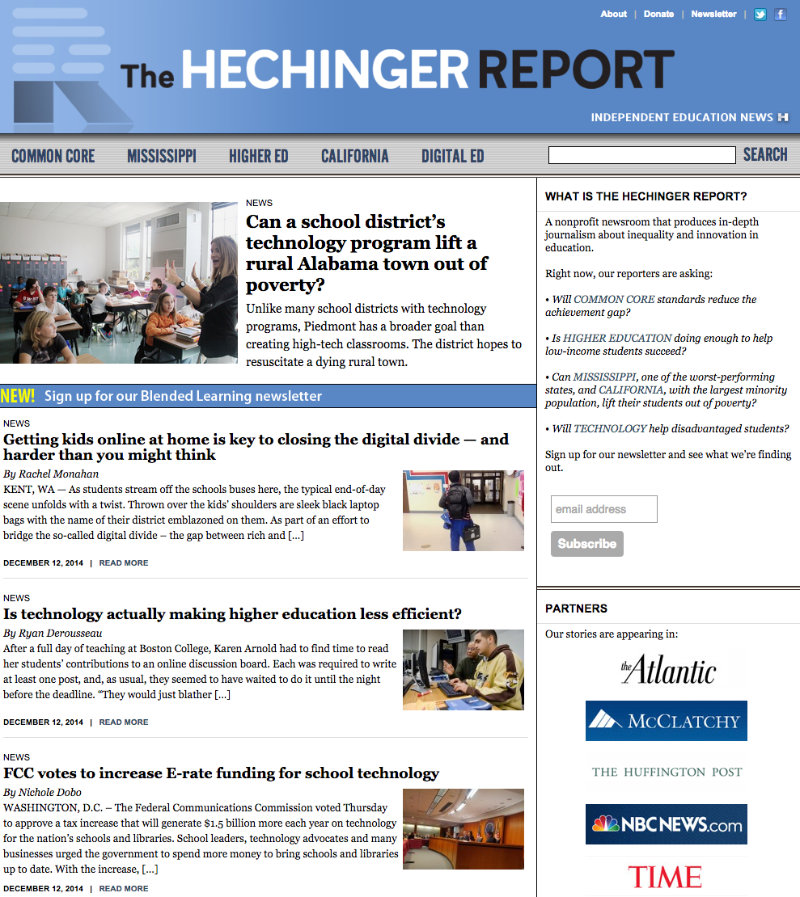 About | Donate | Newsletter |
The HECHINGER REPORT
INDEPENDENT EDUCATION NEWS H
COMMON CORE MISSISSIPPI HIGHER ED CALIFORNIA DIGITAL ED SEARCH
NEWS
Can a school district's
technology program lift a
rural Alabama town out of
poverty?
Unlike many school districts with technology
programs, Piedmont has a broader goal than
creating high-tech classrooms. The district hopes to
resuscitate a dying rural town.
NEW! Sign up for our Blended Learning newsletter
NEWS
Getting kids online at home is key to closing the digital divide — and
harder than you might think
By Rachel Monahan
KENT, WA — As students stream off the schools buses here, the typical end-of-day
scene unfolds with a twist. Thrown over the kids' shoulders are sleek black laptop
bags with the name of their district emblazoned on them. As part of an effort to
bridge the so-called digital divide – the gap between rich and [...]
DECEMBER 12, 2014 | READ MORE
NEWS
Is technology actually making higher education less efficient?
By Ryan Derousseau
After a full day of teaching at Boston College, Karen Arnold had to find time to read
her students' contributions to an online discussion board. Each was required to write
at least one post, and, as usual, they seemed to have waited to do it until the night
before the deadline. "They would just blather [...]
DECEMBER 12, 2014 | READ MORE
NEWS
FCC votes to increase E-rate funding for school technology
By Nichole Dobo
WASHINGTON, D.C. – The Federal Communications Commission voted Thursday
to approve a tax increase that will generate $1.5 billion more each year on technology
for the nation's schools and libraries. School leaders, technology advocates and many
businesses urged the government to spend more money to bring schools and libraries
up to date. With the increase, [...]
DECEMBER 12, 2014 | READ MORE
WHAT IS THE HECHINGER REPORT?
A nonprofit newsroom that produces in-depth
journalism about inequality and innovation in
education.
Right now, our reporters are asking:
• Will COMMON CORE standards reduce the
achievement gap?
• Is HIGHER EDUCATION doing enough to help
low-income students succeed?
• Can MISSISSIPPI, one of the worst-performing
states, and CALIFORNIA, with the largest minority
population, lift their students out of poverty?
• Will TECHNOLOGY help disadvantaged students?
Sign up for our newsletter and see what we're finding
out.
email address
Subscribe
PARTNERS
Our stories are appearing in:
the Atlantic
MCCLATCHY
THE HUFFINGTON POST
NBCNEWS.com
TIME